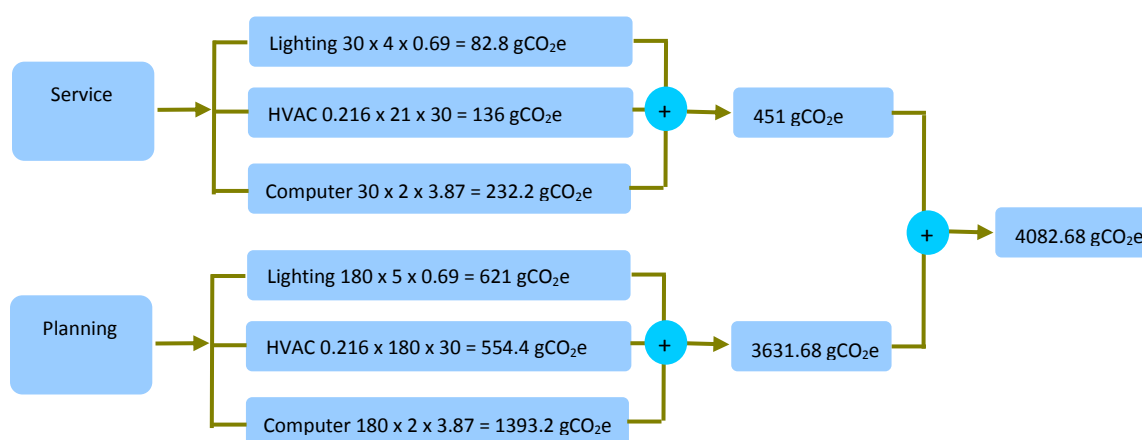 Service
Lighting 30 x 4 x 0.69 = 82.8 gCO₂e
HVAC 0.216 x 21 x 30 = 136 gCO₂e
Computer 30 x 2 x 3.87 = 232.2 gCO₂e
+
451 gCO₂e
+
4082.68 gCO₂e
Planning
Lighting 180 x 5 x 0.69 = 621 gCO₂e
HVAC 0.216 x 180 x 30 = 554.4 gCO₂e
Computer 180 x 2 x 3.87 = 1393.2 gCO₂e
+
3631.68 gCO₂e